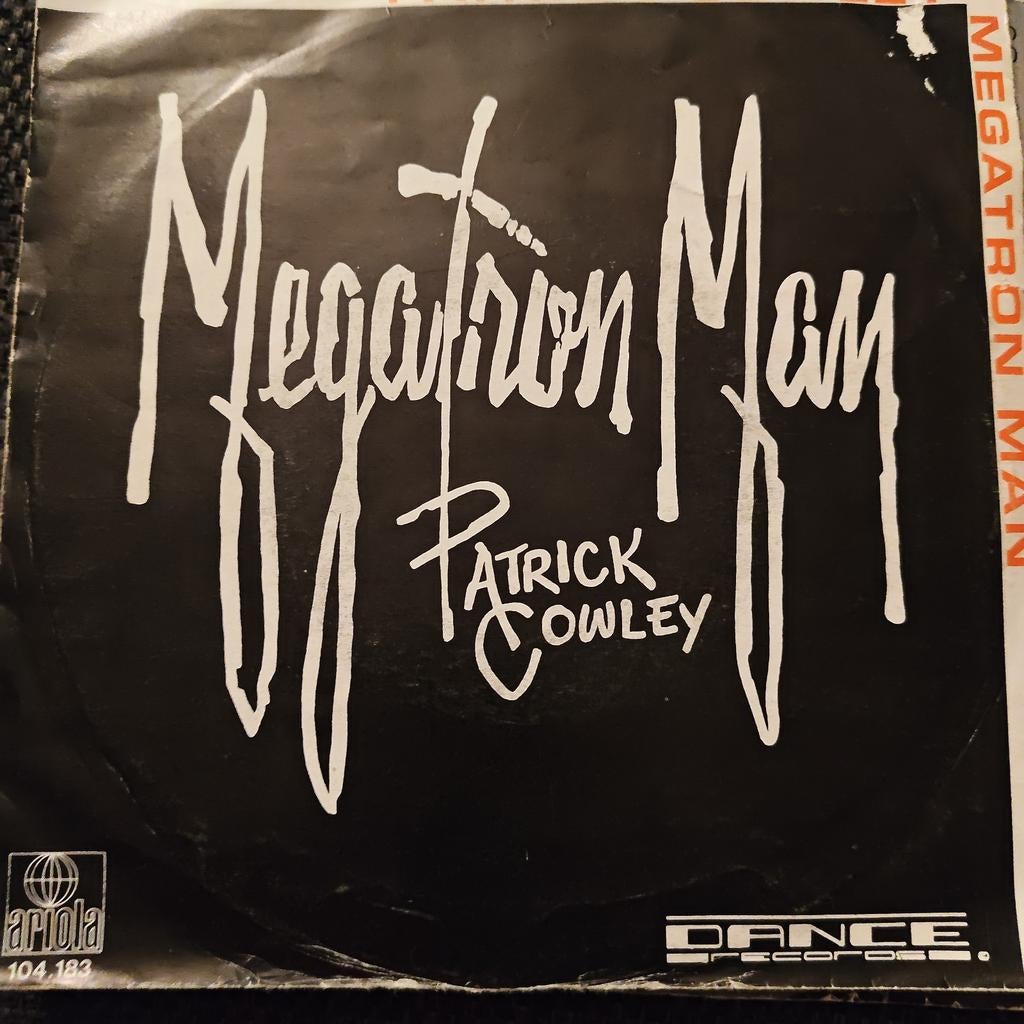 MEGATRON MAN
Megatron Man
PATRICK
COWLEY
ariola
104.183
DANCE
records.